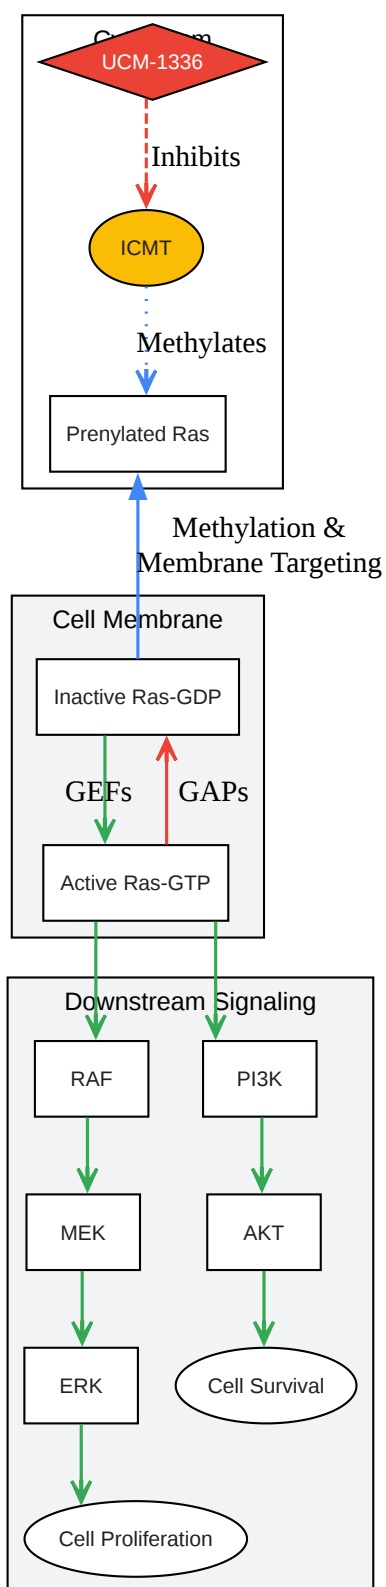 UCM-1336
Inhibits
ICMT
Methylates
Prenylated Ras
Methylation &
Membrane Targeting
Cell Membrane
Inactive Ras-GDP
GEFs
GAPs
Active Ras-GTP
Downstream Signaling
RAF
PI3K
MEK
AKT
ERK
Cell Survival
Cell Proliferation